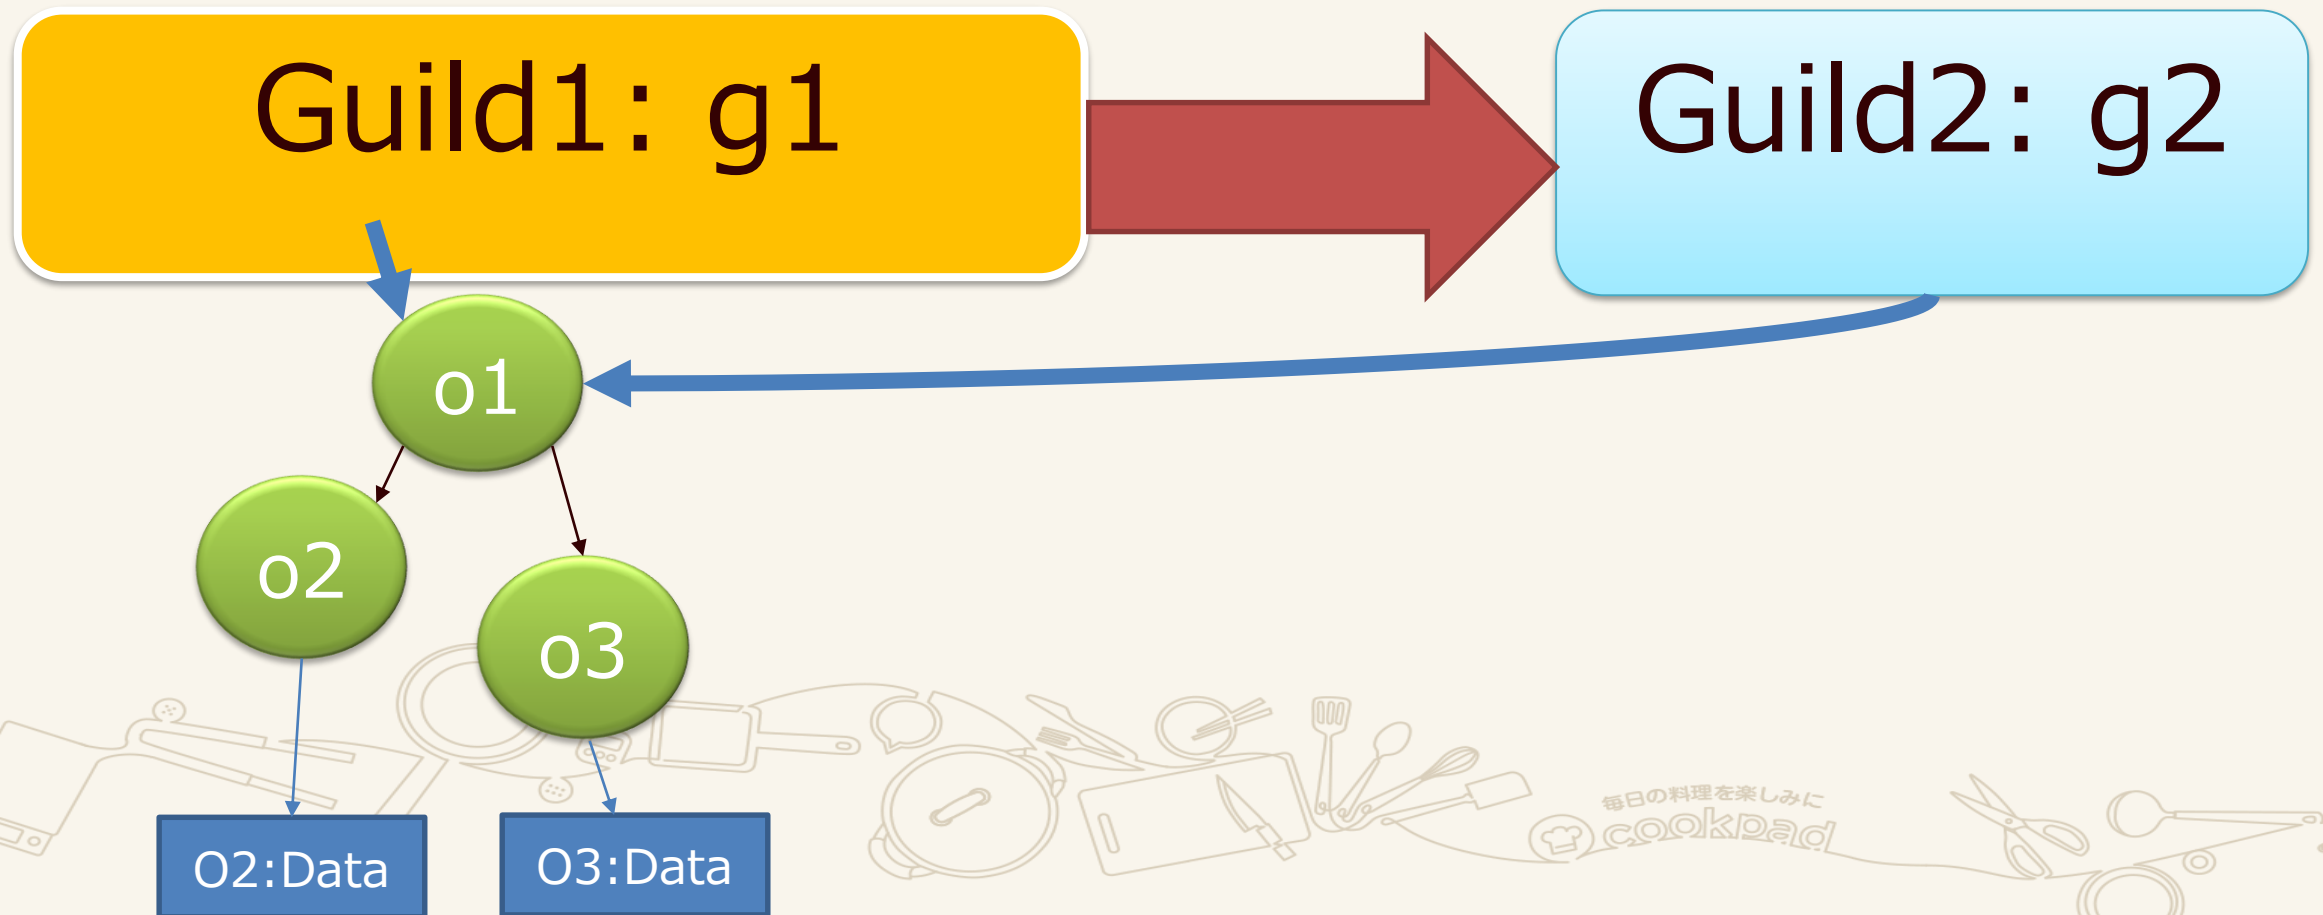 Guild1: g1
Guild2: g2
o1
o2
o3
O2:Data
O3:Data
毎日の料理を楽しみに
cookpad